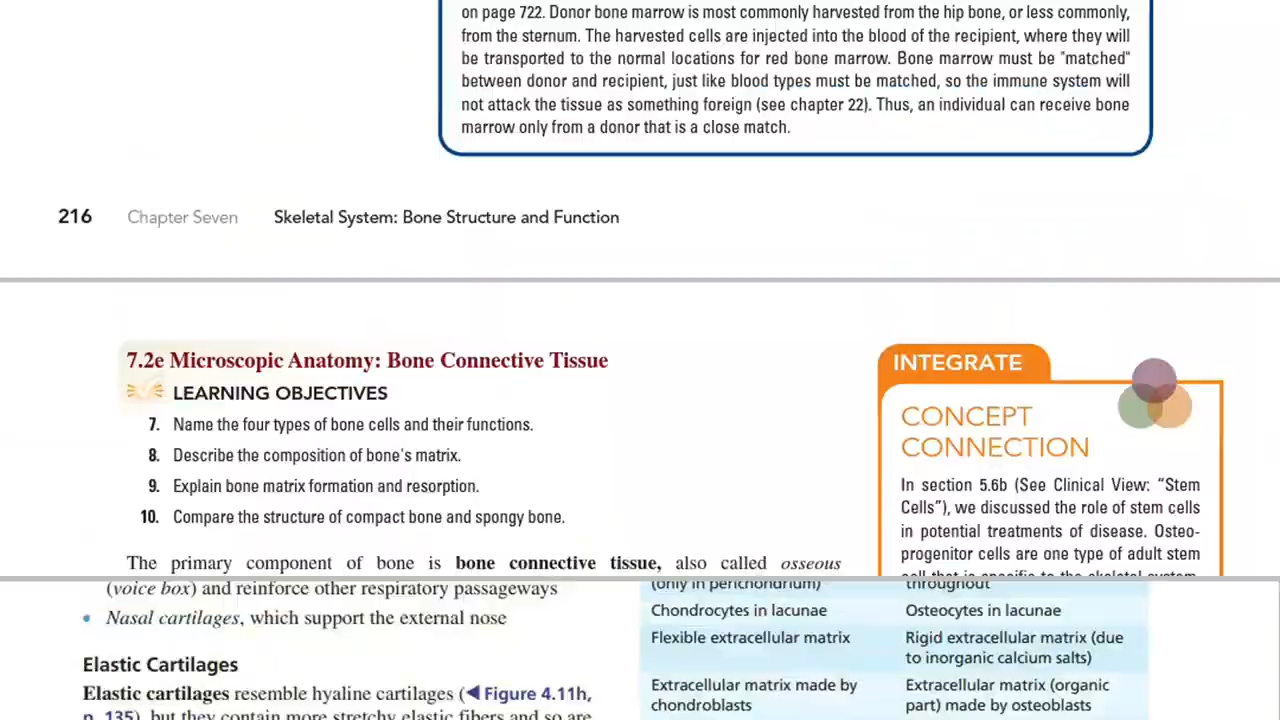 on page 722. Donor bone marrow is most commonly harvested from the hip bone, or less commonly,
from the sternum. The harvested cells are injected into the blood of the recipient, where they will
be transported to the normal locations for red bone marrow. Bone marrow must be "matched"
between donor and recipient, just like blood types must be matched, so the immune system will
not attack the tissue as something foreign (see chapter 22). Thus, an individual can receive bone
marrow only from a donor that is a close match.
216 Chapter Seven Skeletal System: Bone Structure and Function
7.2e Microscopic Anatomy: Bone Connective Tissue
LEARNING OBJECTIVES
7. Name the four types of bone cells and their functions.
8. Describe the composition of bone's matrix.
9. Explain bone matrix formation and resorption.
10. Compare the structure of compact bone and spongy bone.
The primary component of bone is bone connective tissue, also called osseous
INTEGRATE
CONCEPT
CONNECTION
In section 5.6b (See Clinical View: “Stem
Cells”), we discussed the role of stem cells
in potential treatments of disease. Osteo-
progenitor cells are one type of adult stem
cell that is specific to the skeletal system.
(voice box) and reinforce other respiratory passageways
• Nasal cartilages, which support the external nose
Elastic Cartilages
Elastic cartilages resemble hyaline cartilages (◀ Figure 4.11h,
p. 135), but they contain more stretchy elastic fibers and so are
(only in perichondrium) throughout
Chondrocytes in lacunae Osteocytes in lacunae
Flexible extracellular matrix Rigid extracellular matrix (due
to inorganic calcium salts)
Extracellular matrix made by Extracellular matrix (organic
chondroblasts part) made by osteoblasts